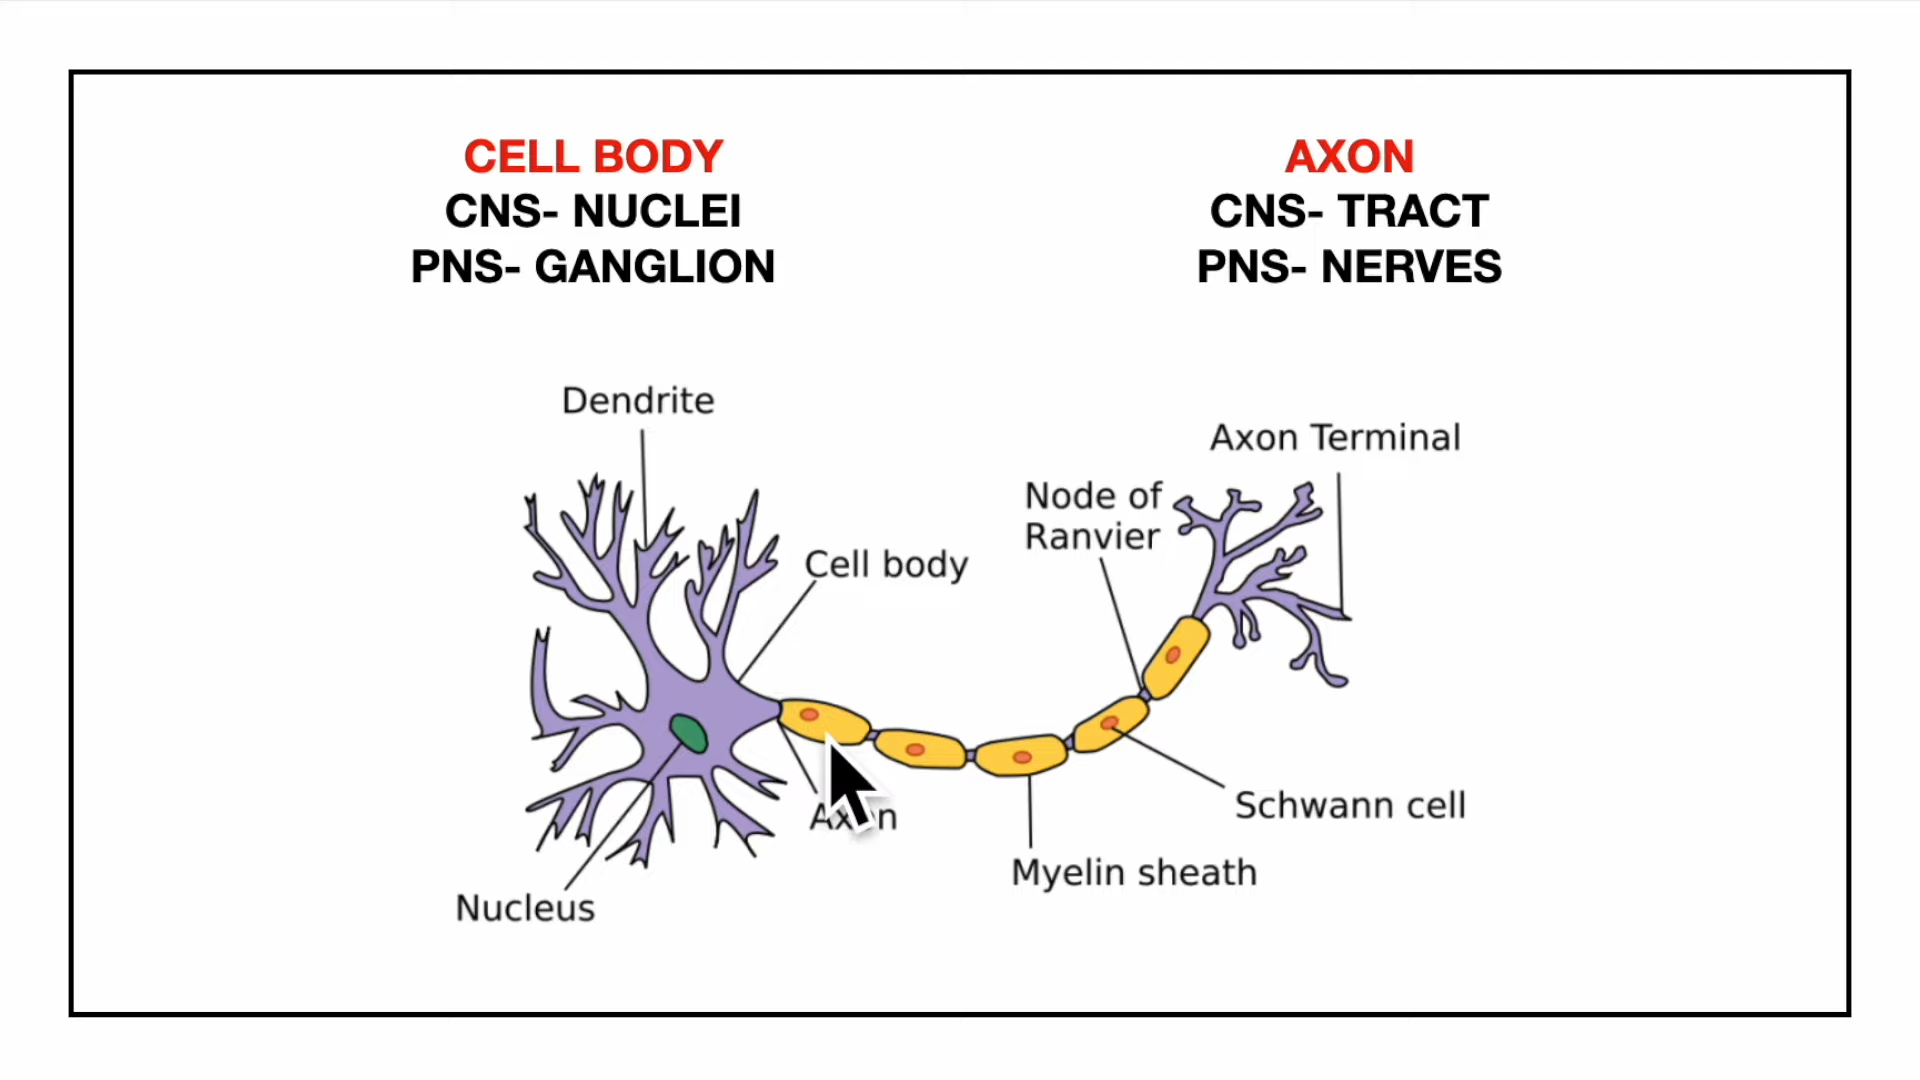 CELL BODY
CNS- NUCLEI
PNS- GANGLION
AXON
CNS- TRACT
PNS- NERVES
Dendrite
Axon Terminal
Node of
Ranvier
Cell body
Schwann cell
Axon
Myelin sheath
Nucleus